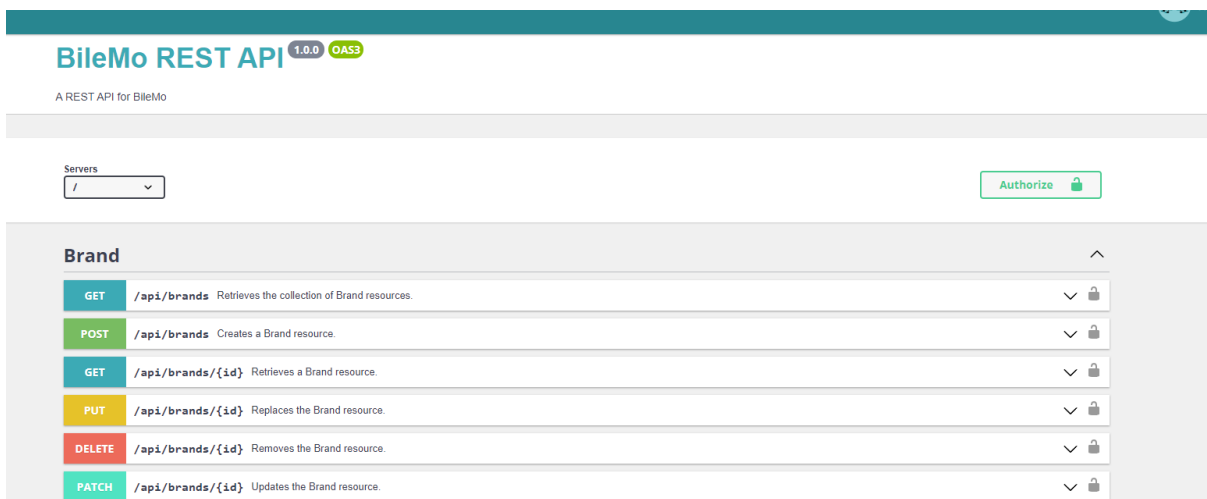 BileMo REST API 1.0.0 OAS3
A REST API for BileMo
Servers
/
Authorize
Brand
GET /api/brands Retrieves the collection of Brand resources.
POST /api/brands Creates a Brand resource.
GET /api/brands/{id} Retrieves a Brand resource.
PUT /api/brands/{id} Replaces the Brand resource.
DELETE /api/brands/{id} Removes the Brand resource.
PATCH /api/brands/{id} Updates the Brand resource.